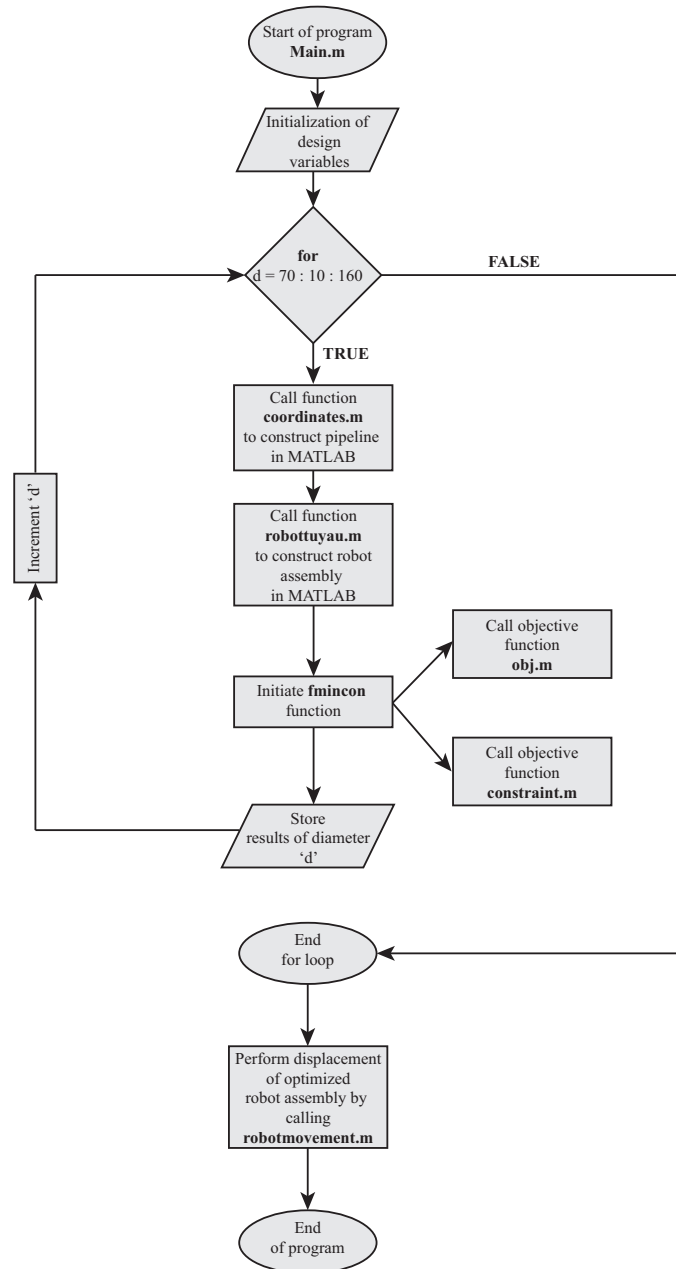 Start of program
Main.m
Initialization of
design
variables
for
d = 70 : 10 : 160
FALSE
TRUE
Call function
coordinates.m
to construct pipeline
in MATLAB
Call function
robottuyau.m
to construct robot
assembly
in MATLAB
Increment ‘d’
Call objective
function
obj.m
Initiate fmincon
function
Call objective
function
constraint.m
Store
results of diameter
‘d’
End
for loop
Perform displacement
of optimized
robot assembly by
calling
robotmovement.m
End
of program